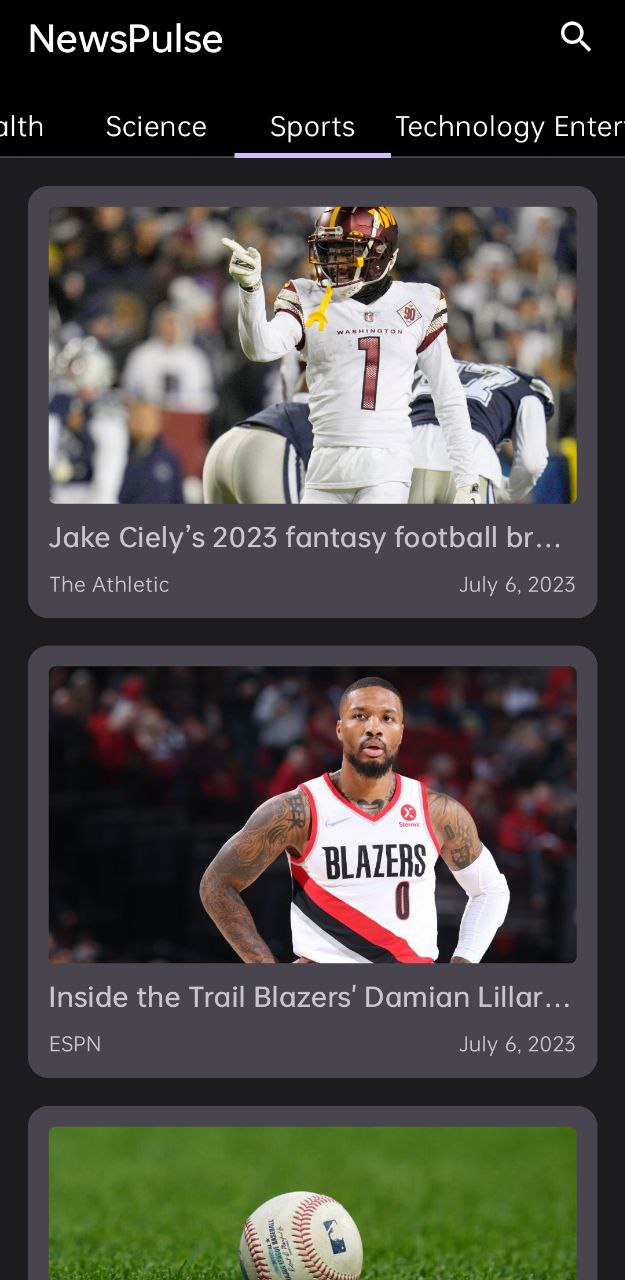 NewsPulse
alth Science Sports Technology Enter
WASHINGTON
90
1
Jake Ciely’s 2023 fantasy football br…
The Athletic July 6, 2023
BLAZERS
0
Inside the Trail Blazers' Damian Lillar…
ESPN July 6, 2023